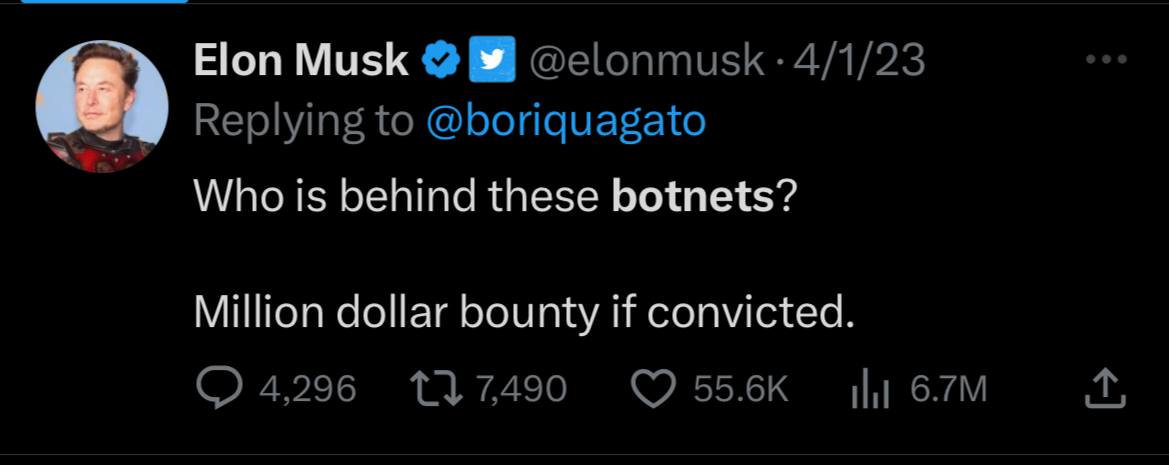 Elon Musk @elonmusk · 4/1/23
Replying to @boriquagato
Who is behind these botnets?
Million dollar bounty if convicted.
4,296 7,490 55.6K 6.7M